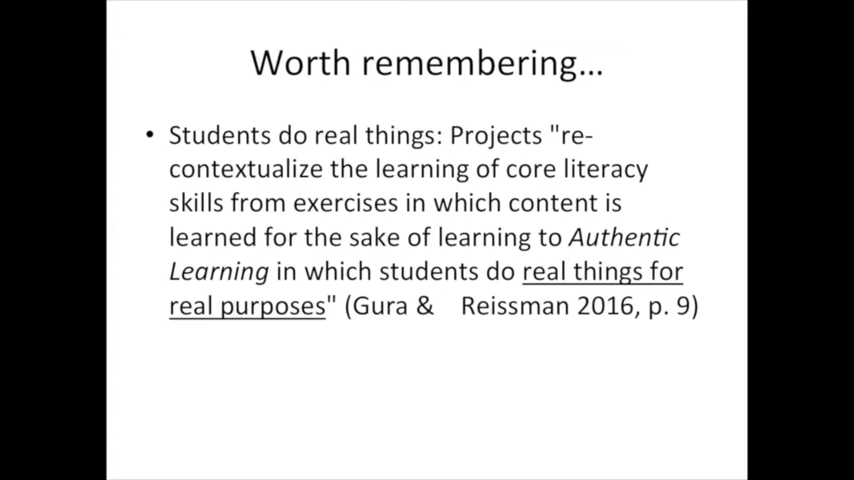 Worth remembering...
• Students do real things: Projects "re-
contextualize the learning of core literacy
skills from exercises in which content is
learned for the sake of learning to Authentic
Learning in which students do real things for
real purposes" (Gura & Reissman 2016, p. 9)